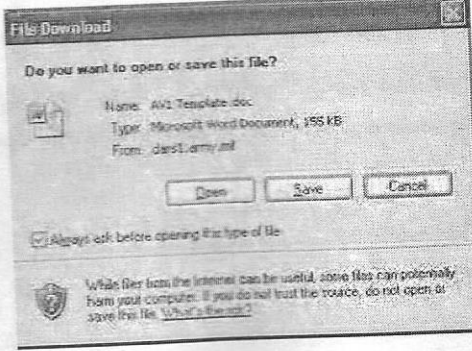 File Download
Do you want to open or save this file?
Name: AV1 Template.doc
Type: Microsoft Word Document, 155 KB
From: dars1.army.mil
Open Save Cancel
Always ask before opening this type of file
While files from the Internet can be useful, some files can potentially
harm your computer. If you do not trust the source, do not open or
save this file. What's the risk?